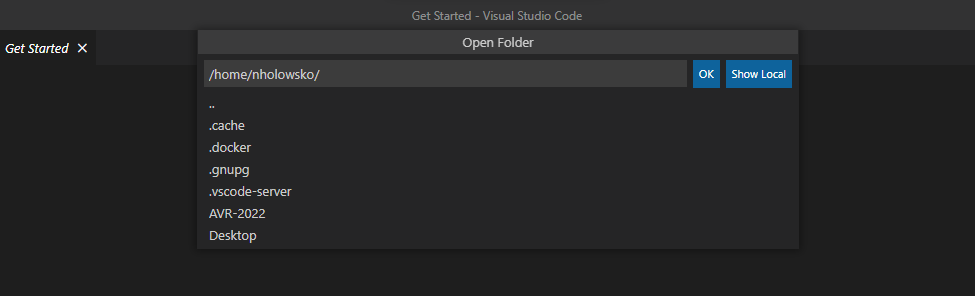 Get Started - Visual Studio Code
Get Started
Open Folder
/home/nholowsko/
OK
Show Local
..
.cache
.docker
.gnupg
.vscode-server
AVR-2022
Desktop